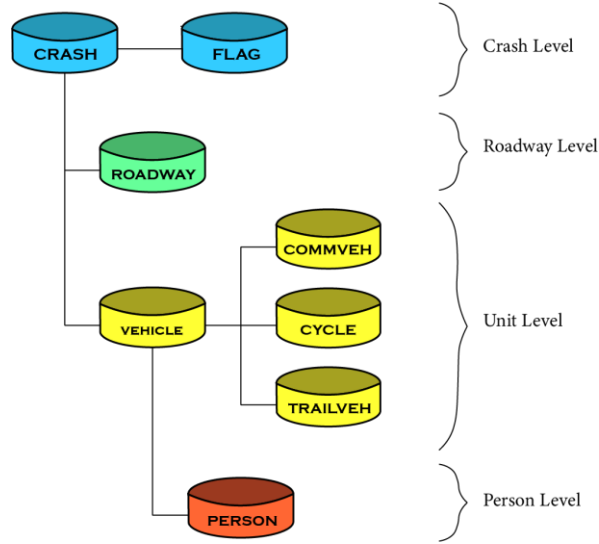 CRASH
FLAG
Crash Level
ROADWAY
Roadway Level
COMMVEH
VEHICLE
CYCLE
TRAILVEH
Unit Level
PERSON
Person Level